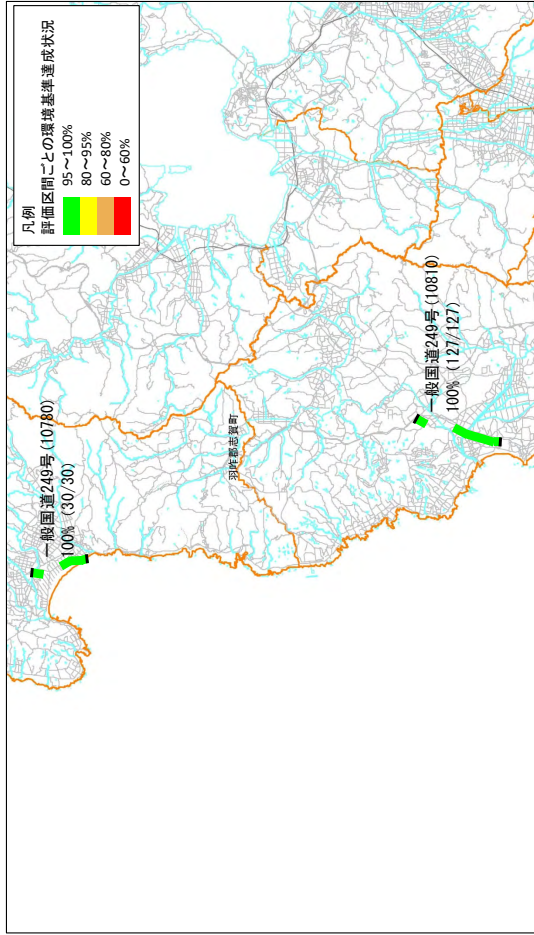 凡例
評価区間ごとの環境基準達成状況
95～100%
80～95%
60～80%
0～60%
一般国道249号(10780)
100% (30/30)
羽咋郡志賀町
一般国道249号(10810)
100% (127/127)